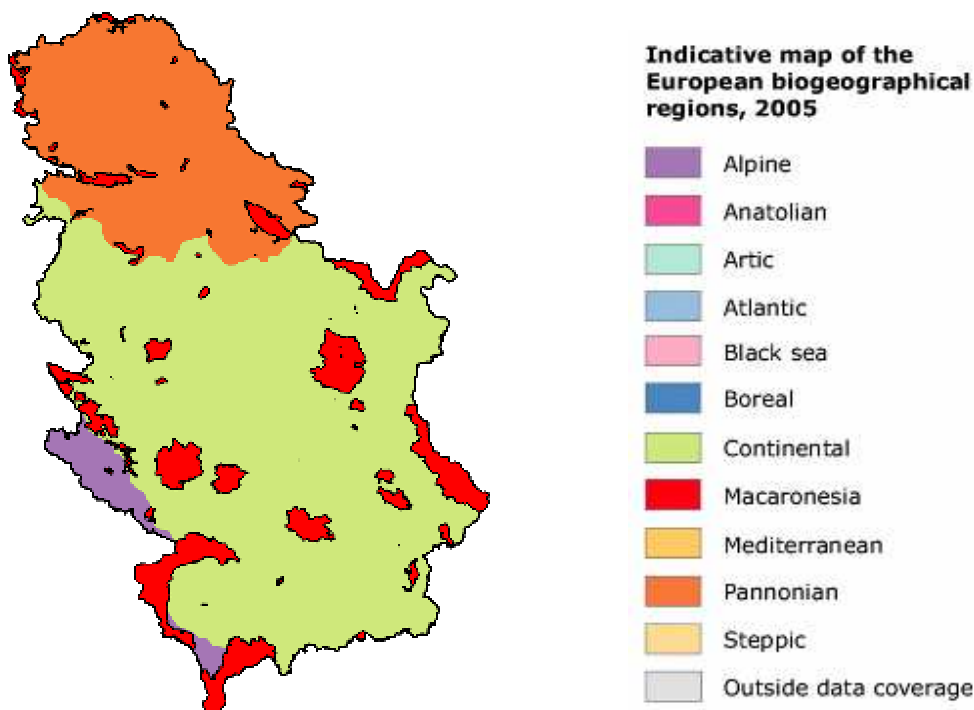 Indicative map of the
European biogeographical
regions, 2005
Alpine
Anatolian
Artic
Atlantic
Black sea
Boreal
Continental
Macaronesia
Mediterranean
Pannonian
Steppic
Outside data coverage